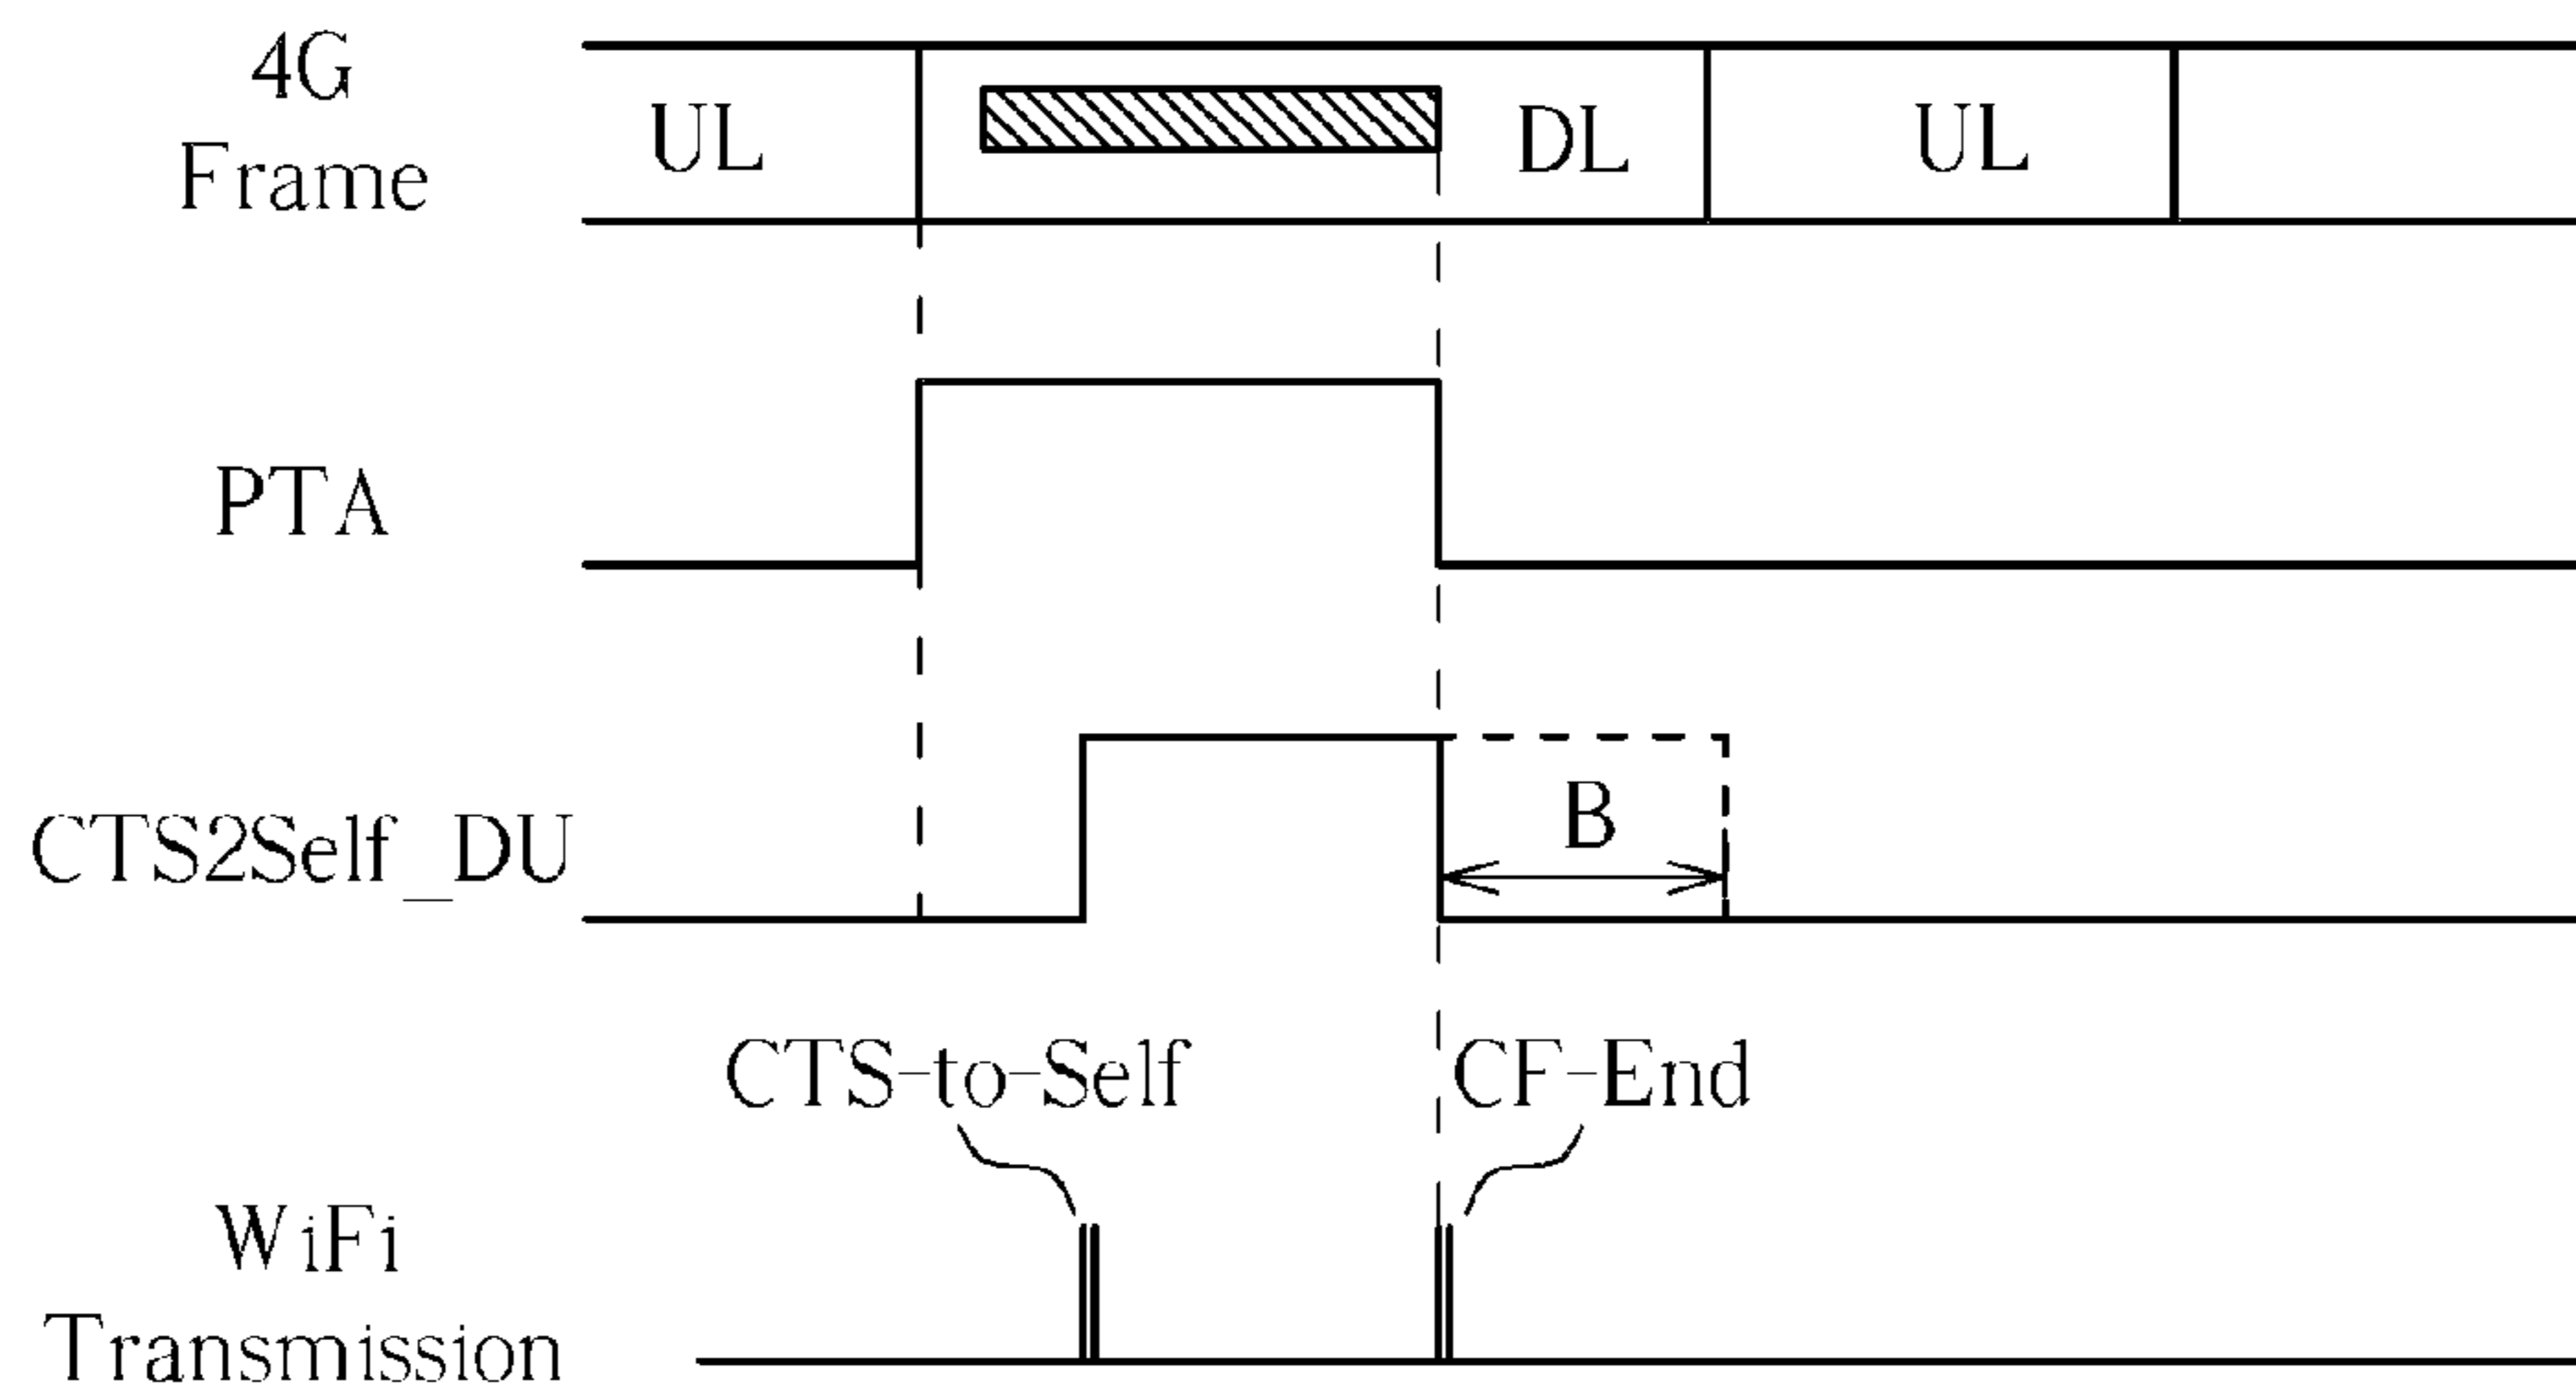 4G
Frame
UL
DL
UL
PTA
CTS2Self_DU
B
CTS-to-Self
CF-End
WiFi
Transmission